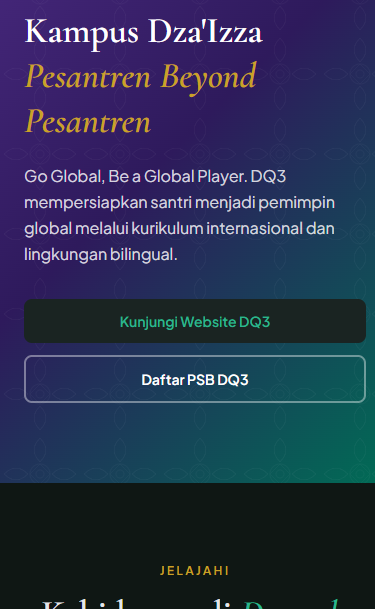 Kampus Dza'Izza
Pesantren Beyond
Pesantren
Go Global, Be a Global Player. DQ3
mempersiapkan santri menjadi pemimpin
global melalui kurikulum internasional dan
lingkungan bilingual.
Kunjungi Website DQ3
Daftar PSB DQ3
JELAJAHI